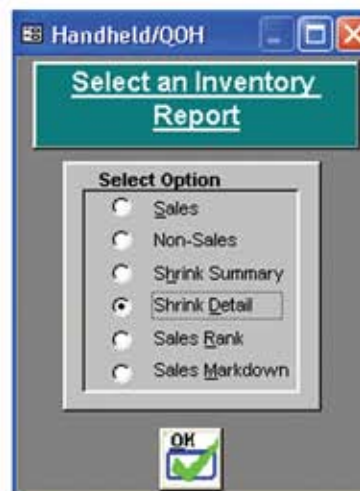 Handheld/QOH
Select an Inventory
Report
Select Option
Sales
Non-Sales
Shrink Summary
Shrink Detail
Sales Rank
Sales Markdown
OK